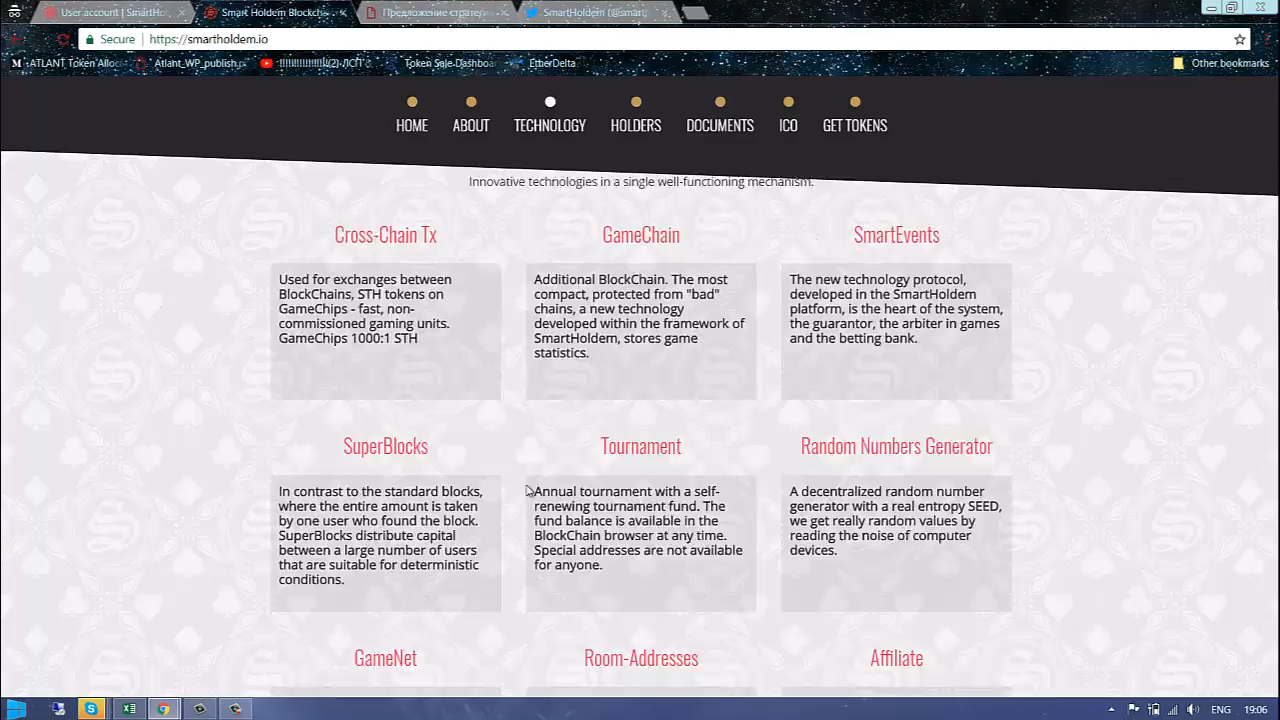 User account | SmartHo
Smart Holdem Blockcha
Предложение стратег
SmartHoldem (@smart
Secure
https://smartholdem.io
ATLANT Token Alloc
Atlant_WP_publish.p
Token Sale Dashboa
EtherDelta
Other bookmarks
HOME
ABOUT
TECHNOLOGY
HOLDERS
DOCUMENTS
ICO
GET TOKENS
Innovative technologies in a single well-functioning mechanism.
Cross-Chain Tx
Used for exchanges between
BlockChains, STH tokens on
GameChips - fast, non-
commissioned gaming units.
GameChips 1000:1 STH
GameChain
Additional BlockChain. The most
compact, protected from "bad"
chains, a new technology
developed within the framework of
SmartHoldem, stores game
statistics.
SmartEvents
The new technology protocol,
developed in the SmartHoldem
platform, is the heart of the system,
the guarantor, the arbiter in games
and the betting bank.
SuperBlocks
In contrast to the standard blocks,
where the entire amount is taken
by one user who found the block.
SuperBlocks distribute capital
between a large number of users
that are suitable for deterministic
conditions.
Tournament
Annual tournament with a self-
renewing tournament fund. The
fund balance is available in the
BlockChain browser at any time.
Special addresses are not available
for anyone.
Random Numbers Generator
A decentralized random number
generator with a real entropy SEED,
we get really random values by
reading the noise of computer
devices.
GameNet
Room-Addresses
Affiliate
ENG
19:06